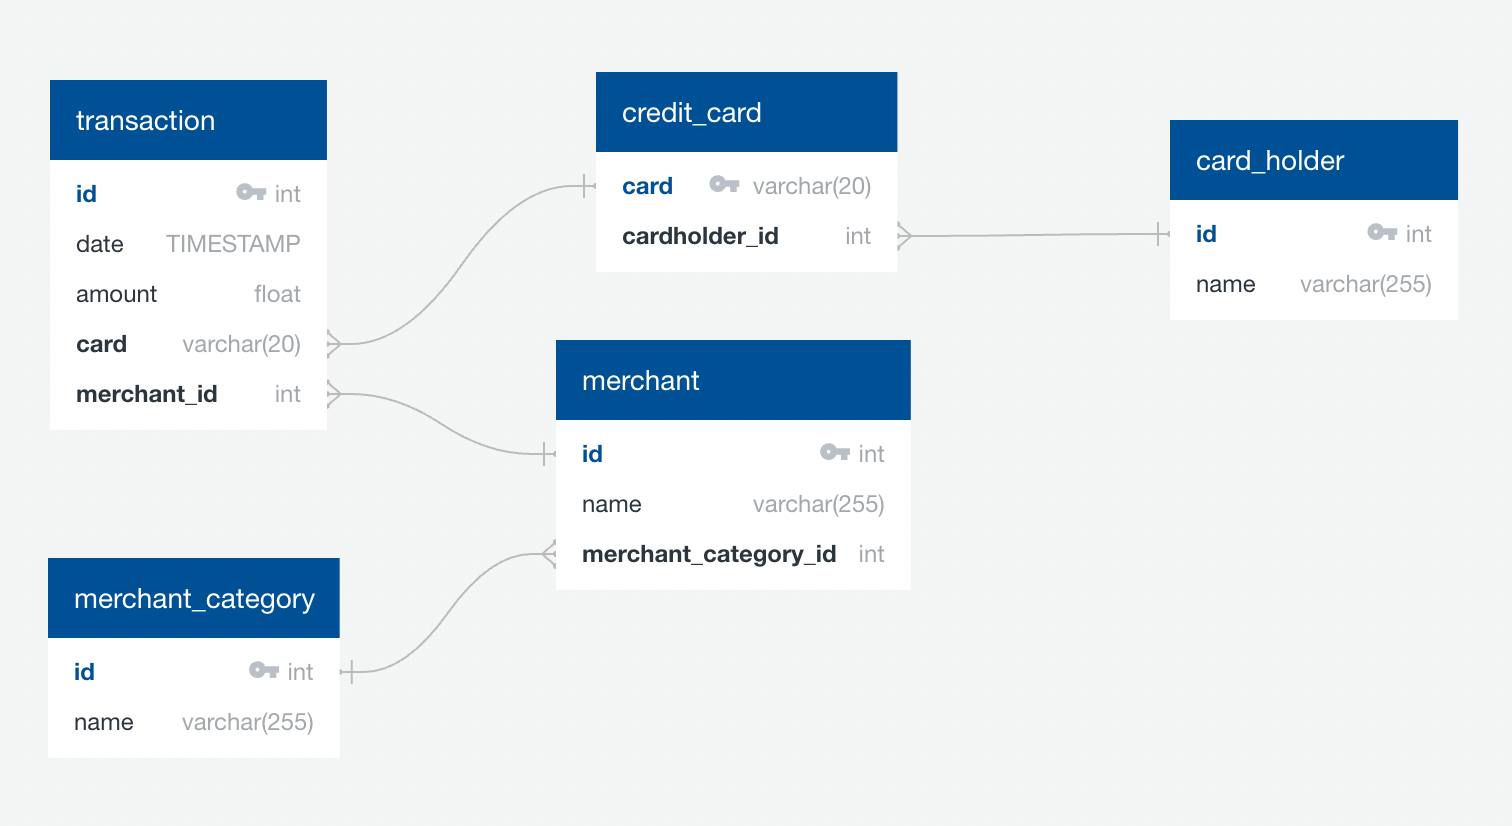 transaction
id int
date TIMESTAMP
amount float
card varchar(20)
merchant_id int
credit_card
card varchar(20)
cardholder_id int
card_holder
id int
name varchar(255)
merchant
id int
name varchar(255)
merchant_category_id int
merchant_category
id int
name varchar(255)